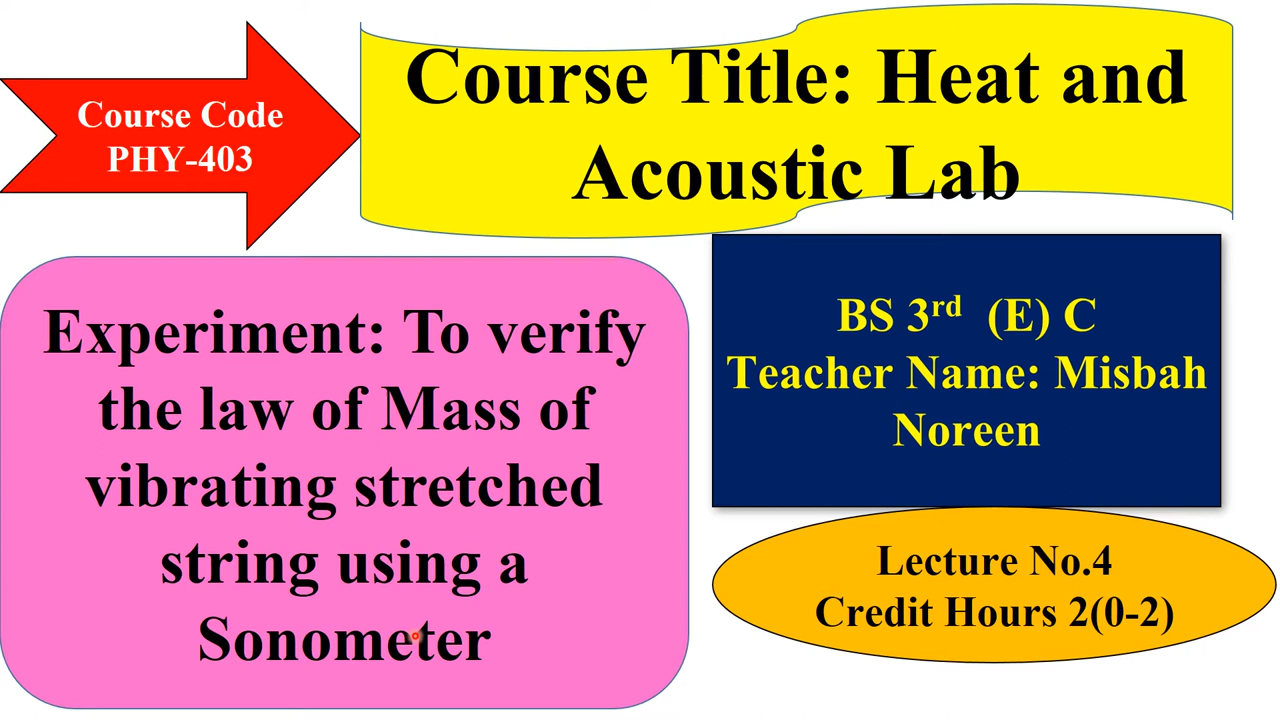 Course Code
PHY-403
Course Title: Heat and
Acoustic Lab
Experiment: To verify
the law of Mass of
vibrating stretched
string using a
Sonometer
BS 3rd (E) C
Teacher Name: Misbah
Noreen
Lecture No.4
Credit Hours 2(0-2)